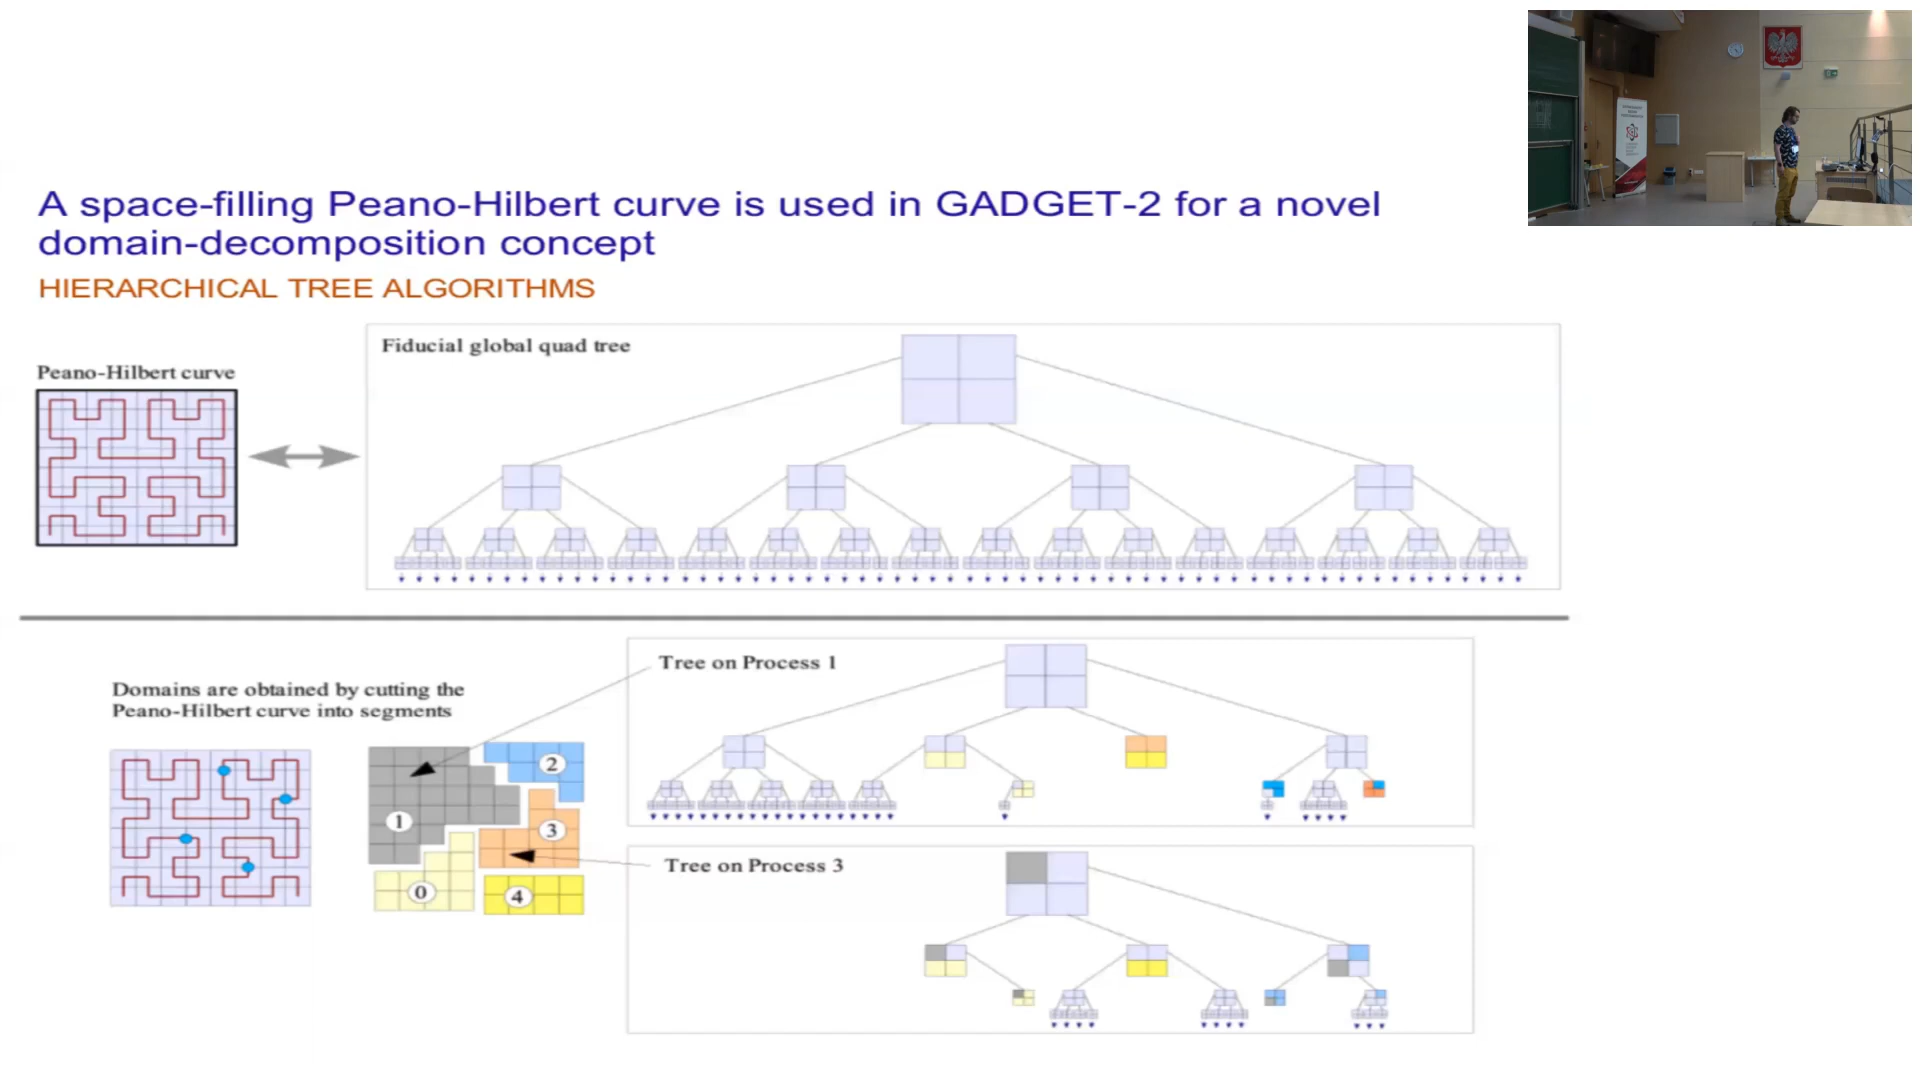 A space-filling Peano-Hilbert curve is used in GADGET-2 for a novel
domain-decomposition concept
HIERARCHICAL TREE ALGORITHMS
Fiducial global quad tree
Peano-Hilbert curve
Tree on Process 1
Domains are obtained by cutting the
Peano-Hilbert curve into segments
2
1
3
Tree on Process 3
0
4